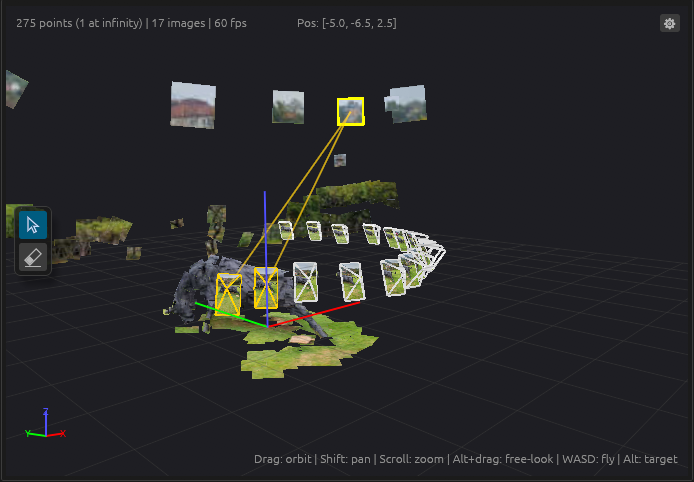 275 points (1 at infinity) | 17 images | 60 fps
Pos: [-5.0, -6.5, 2.5]
Z
Y
X
Drag: orbit | Shift: pan | Scroll: zoom | Alt+drag: free-look | WASD: fly | Alt: target